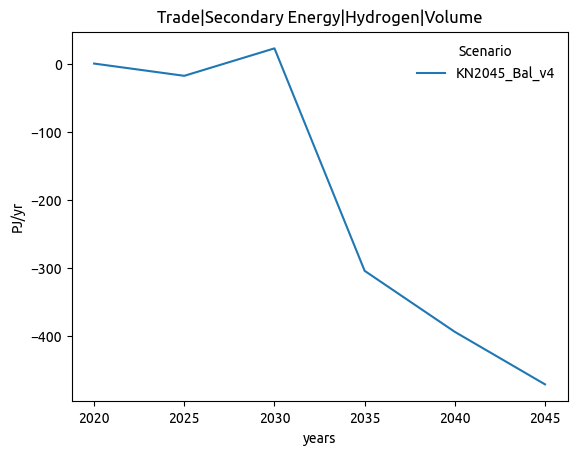 Trade|Secondary Energy|Hydrogen|Volume
Scenario
KN2045_Bal_v4
0
−100
−200
−300
−400
PJ/yr
2020 2025 2030 2035 2040 2045
years